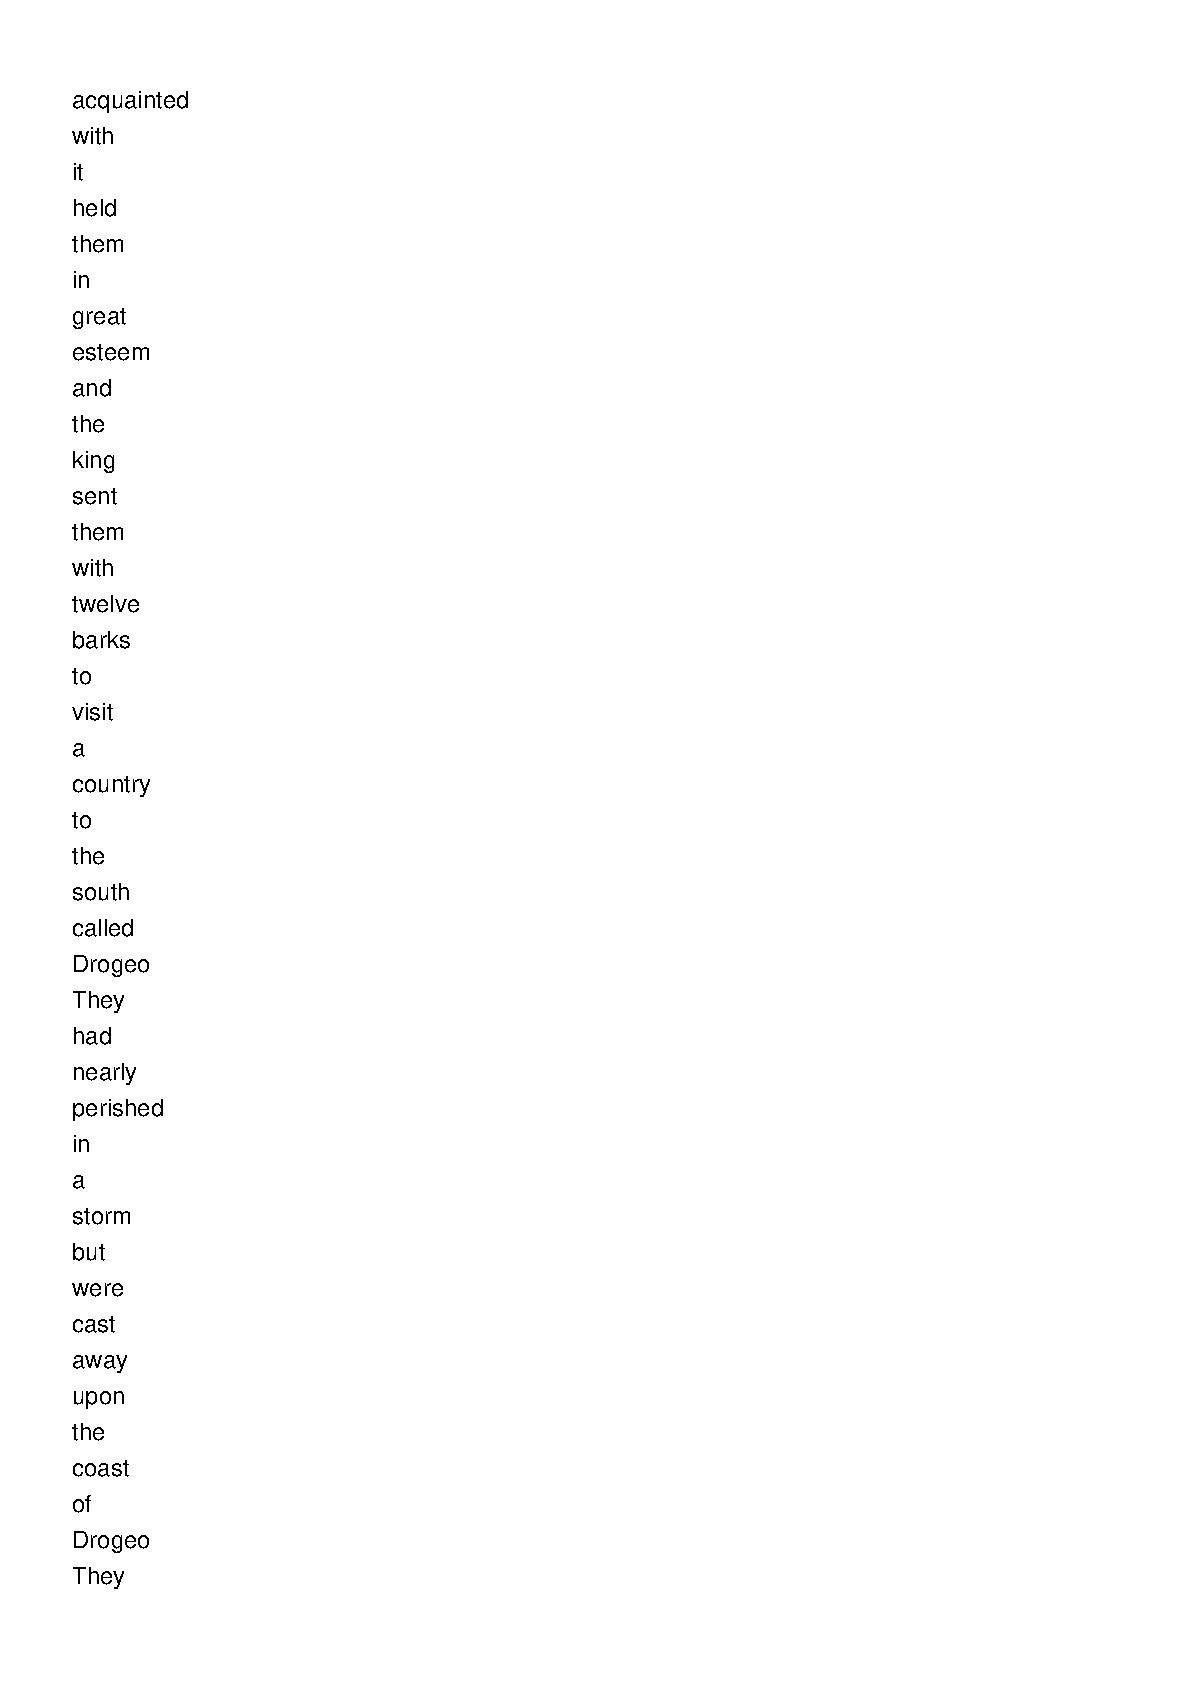 acquainted
with
it
held
them
in
great
esteem
and
the
king
sent
them
with
twelve
barks
to
visit
a
country
to
the
south
called
Drogeo
They
had
nearly
perished
in
a
storm
but
were
cast
away
upon
the
coast
of
Drogeo
They